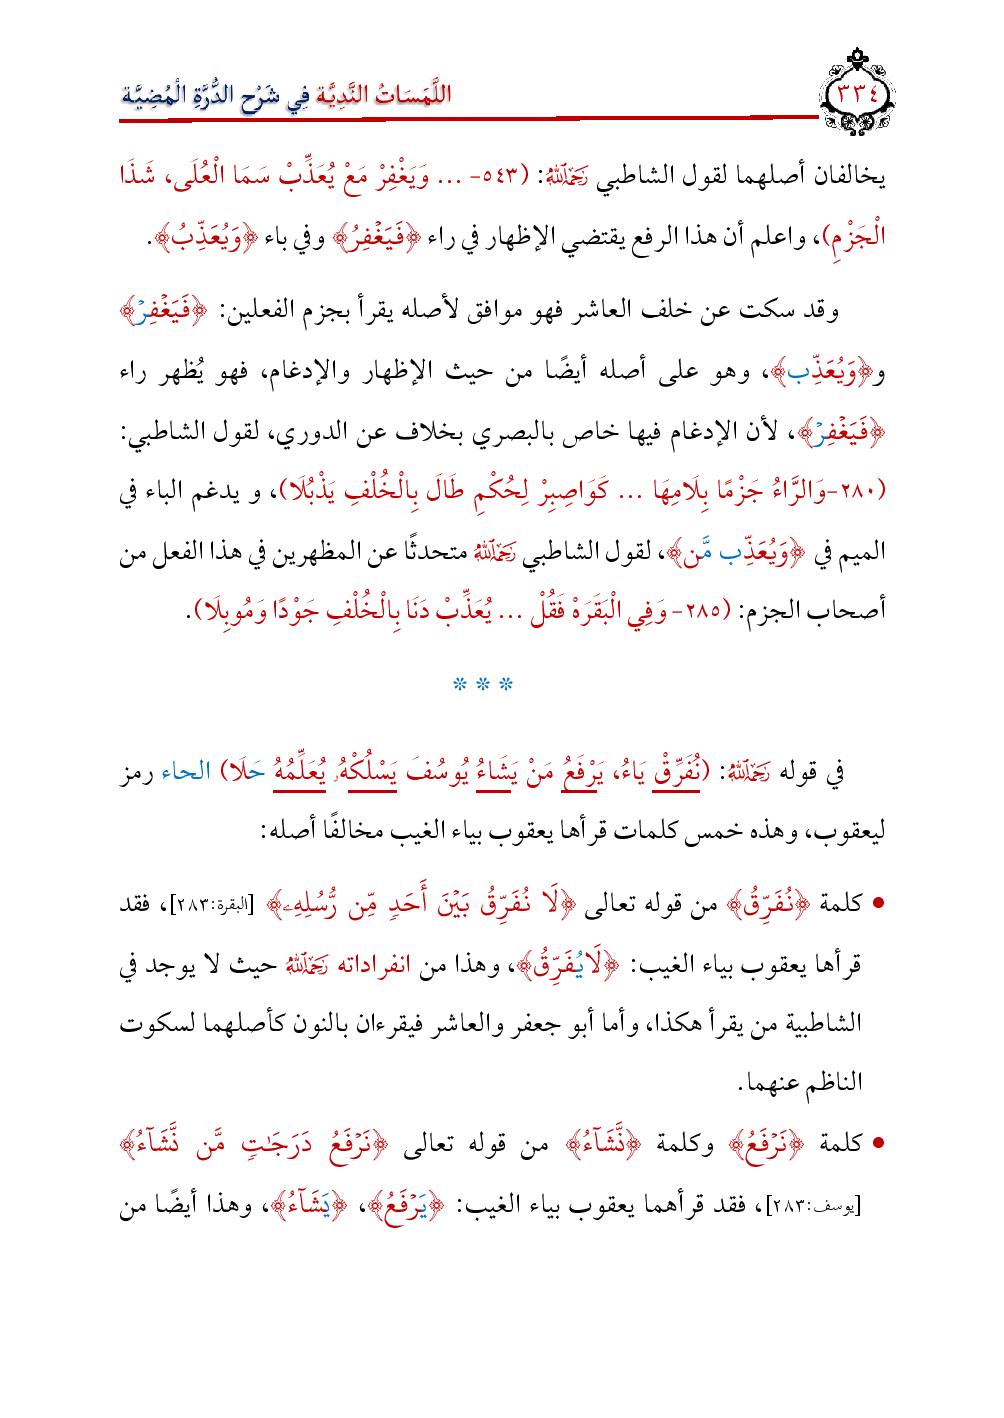 اللَّمَسَاتُ النَّدِيَّة فِي شَرْح الدُّرَّةِ الْمُضِيَّة
٣٣٤
يخالفان أصلهما لقول الشاطبي رَحِمَهُ اللَّهُ: (٥٤٣- ... وَيَغْفِرْ مَعْ يُعَذِّبْ سَمَا الْعُلَى، شَذَا
الْجَزْمِ)، واعلم أن هذا الرفع يقتضي الإظهار في راء ﴿فَيَغْفِرُ﴾ وفي باء ﴿وَيُعَذِّبُ﴾.
وقد سكت عن خلف العاشر فهو موافق لأصله يقرأ بجزم الفعلين: ﴿فَيَغْفِرْ﴾
و﴿وَيُعَذِّب﴾، وهو على أصله أيضًا من حيث الإظهار والإدغام، فهو يُظهر راء
﴿فَيَغْفِرْ﴾، لأن الإدغام فيها خاص بالبصري بخلاف عن الدوري، لقول الشاطبي:
(٢٨٠-وَالرَّاءُ جَزْمًا بِلَامِهَا ... كَوَاصِبِرْ لِحُكْمِ طَالَ بِالْخُلْفِ يَذْبُلَا)، و يدغم الباء في
الميم في ﴿وَيُعَذِّب مَّن﴾، لقول الشاطبي رَحِمَهُ اللَّهُ متحدثًا عن المظهرين في هذا الفعل من
أصحاب الجزم: (٢٨٥- وَفِي الْبَقَرَهْ فَقُلْ ... يُعَذِّبْ دَنَا بِالْخُلْفِ جَوْدًا وَمُوبِلَا).
* * *
في قوله رَحِمَهُ اللَّهُ: (نُفَرِّقْ يَاءُ، يَرْفَعُ مَنْ يَشَاءُ يُوسُفَ يَسْلُكْهُ يُعَلِّمُهُ حَلَا) الحاء رمز
ليعقوب، وهذه خمس كلمات قرأها يعقوب بياء الغيب مخالفًا أصله:
• كلمة ﴿نُفَرِّقُ﴾ من قوله تعالى ﴿لَا نُفَرِّقُ بَيْنَ أَحَدٖ مِّن رُّسُلِهِۦ﴾ [البقرة:٢٨٣]، فقد
قرأها يعقوب بياء الغيب: ﴿لَا يُفَرِّقُ﴾، وهذا من انفراداته رَحِمَهُ اللَّهُ حيث لا يوجد في
الشاطبية من يقرأ هكذا، وأما أبو جعفر والعاشر فيقرءان بالنون كأصلهما لسكوت
الناظم عنهما.
• كلمة ﴿نَرۡفَعُ﴾ وكلمة ﴿نَّشَآءُ﴾ من قوله تعالى ﴿نَرۡفَعُ دَرَجَٰتٖ مَّن نَّشَآءُ﴾
[يوسف:٢٨٣]، فقد قرأهما يعقوب بياء الغيب: ﴿يَرۡفَعُ﴾، ﴿يَشَآءُ﴾، وهذا أيضًا من